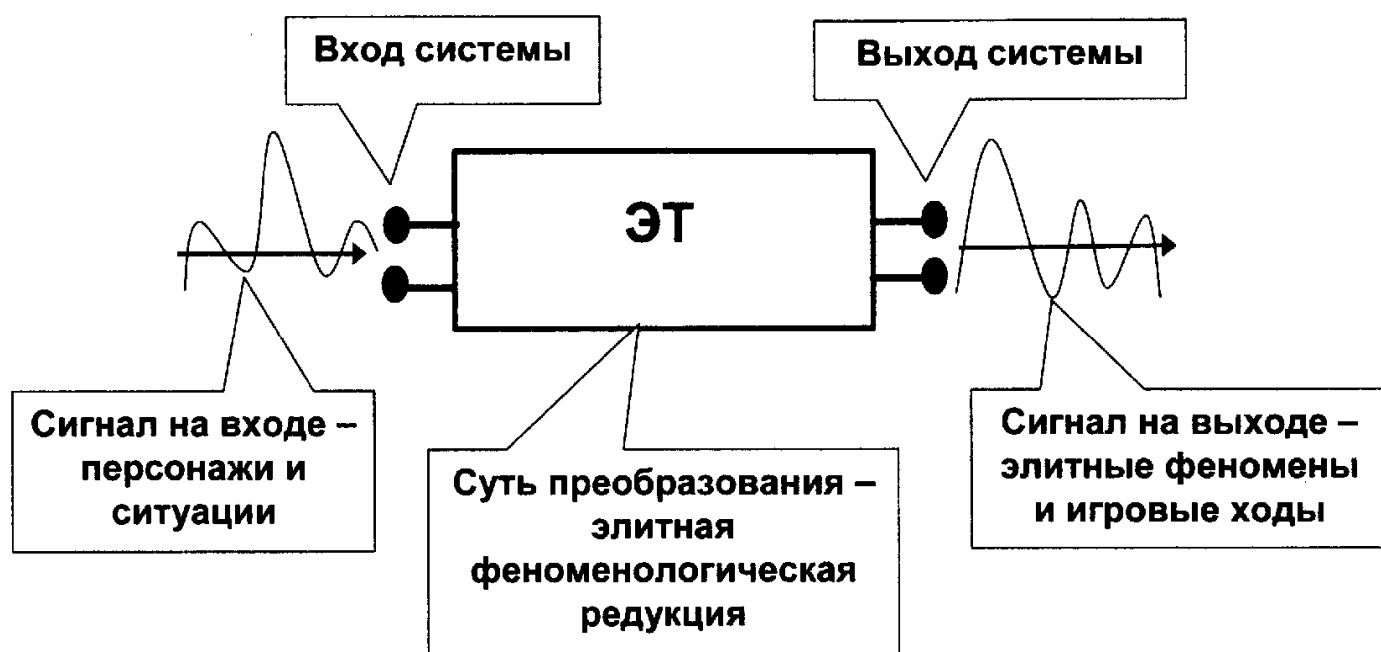 Вход системы
Выход системы
ЭТ
Сигнал на входе –
персонажи и
ситуации
Суть преобразования –
элитная
феноменологическая
редукция
Сигнал на выходе –
элитные феномены
и игровые ходы